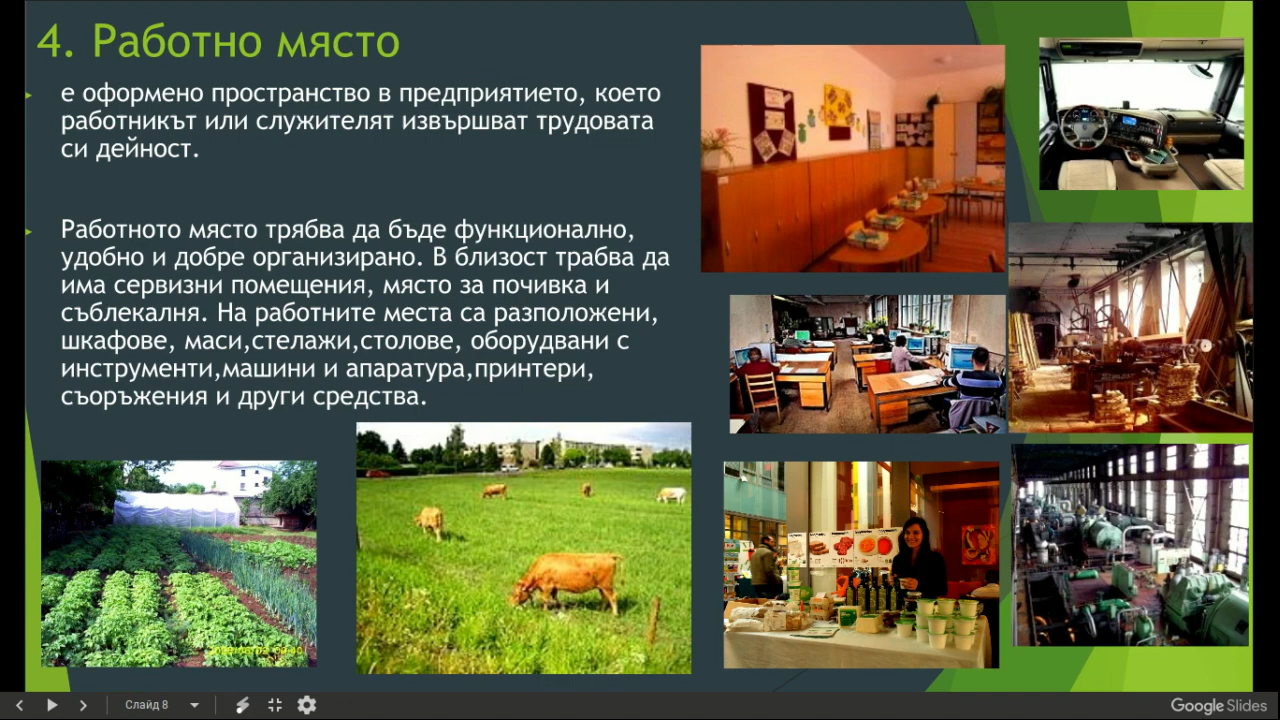 4. Работно място
е оформено пространство в предприятието, което
работникът или служителят извършват трудовата
си дейност.
Работното място трябва да бъде функционално,
удобно и добре организирано. В близост трабва да
има сервизни помещения, място за почивка и
съблекалня. На работните места са разположени,
шкафове, маси,стелажи,столове, оборудвани с
инструменти,машини и апаратура,принтери,
съоръжения и други средства.
Слайд 8
Google Slides